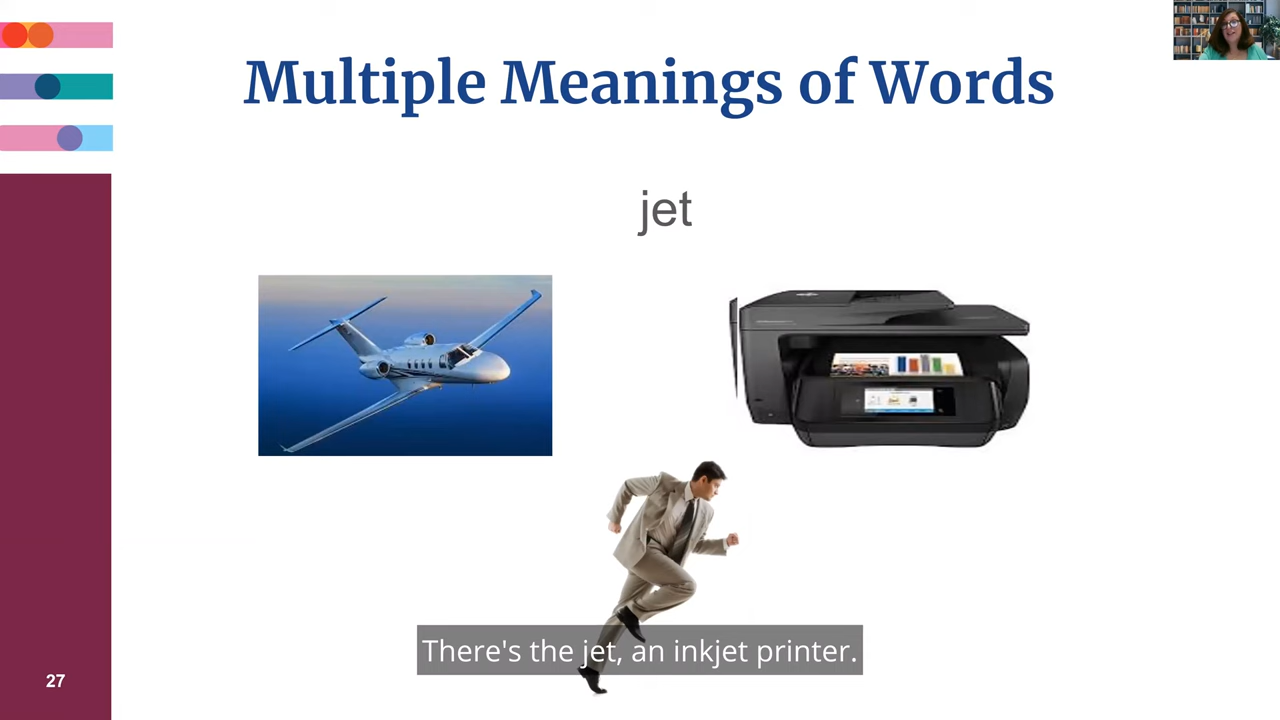 Multiple Meanings of Words
jet
There's the jet, an inkjet printer.
27